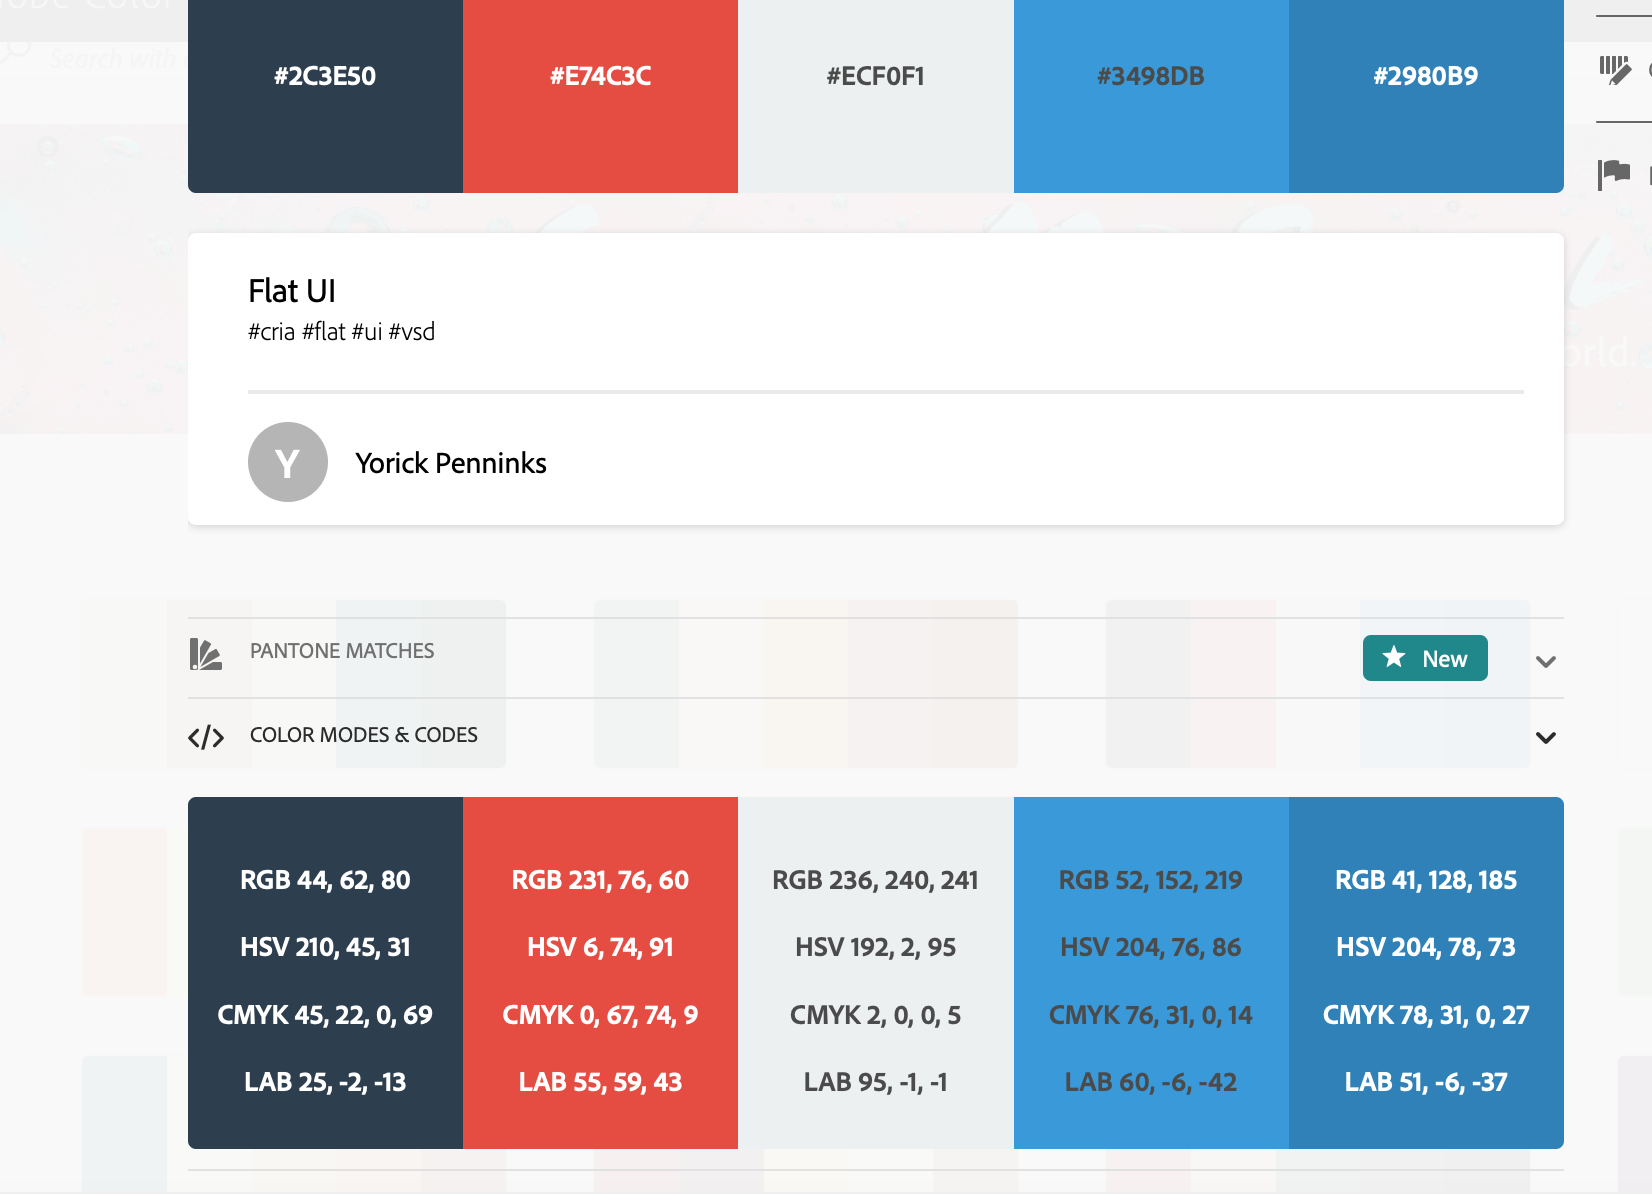 Search with
#2C3E50
#E74C3C
#ECF0F1
#3498DB
#2980B9
Flat UI
#cria #flat #ui #vsd
Y
Yorick Penninks
PANTONE MATCHES
New
COLOR MODES & CODES
RGB 44, 62, 80
HSV 210, 45, 31
CMYK 45, 22, 0, 69
LAB 25, -2, -13
RGB 231, 76, 60
HSV 6, 74, 91
CMYK 0, 67, 74, 9
LAB 55, 59, 43
RGB 236, 240, 241
HSV 192, 2, 95
CMYK 2, 0, 0, 5
LAB 95, -1, -1
RGB 52, 152, 219
HSV 204, 76, 86
CMYK 76, 31, 0, 14
LAB 60, -6, -42
RGB 41, 128, 185
HSV 204, 78, 73
CMYK 78, 31, 0, 27
LAB 51, -6, -37